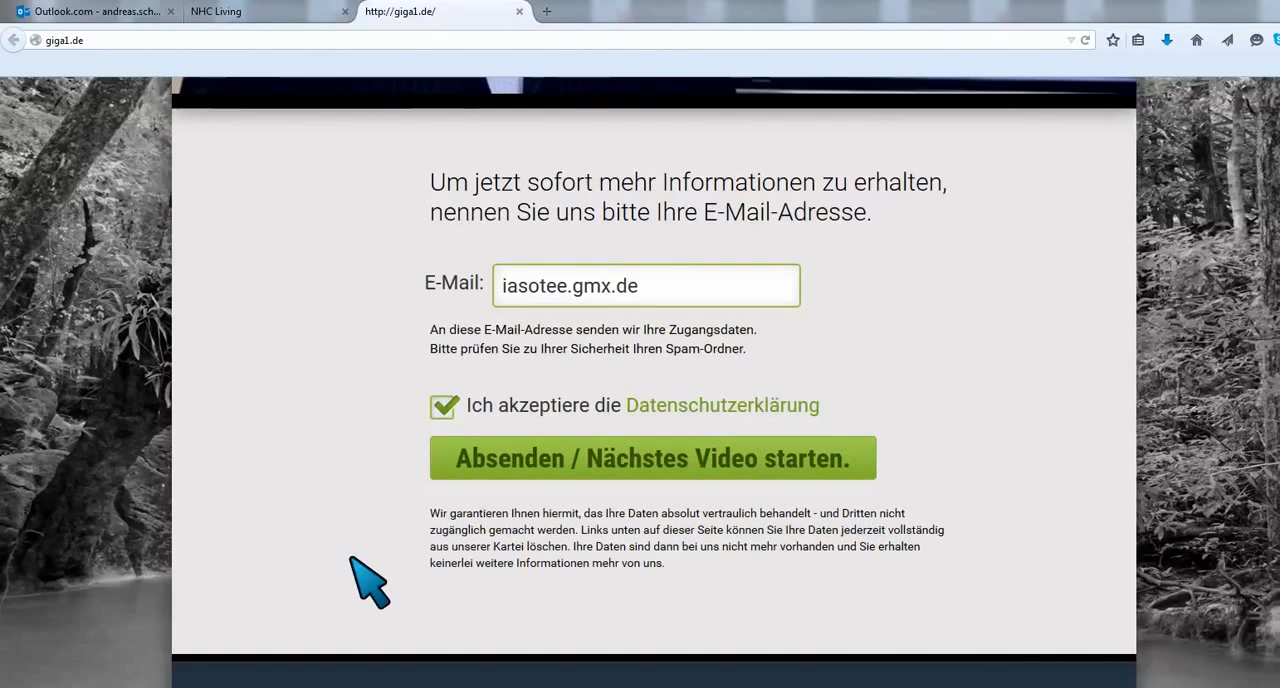 Outlook.com - andreas.sch...
NHC Living
http://giga1.de/
giga1.de
Um jetzt sofort mehr Informationen zu erhalten,
nennen Sie uns bitte Ihre E-Mail-Adresse.
E-Mail:
iasotee.gmx.de
An diese E-Mail-Adresse senden wir Ihre Zugangsdaten.
Bitte prüfen Sie zu Ihrer Sicherheit Ihren Spam-Ordner.
Ich akzeptiere die Datenschutzerklärung
Absenden / Nächstes Video starten.
Wir garantieren Ihnen hiermit, das Ihre Daten absolut vertraulich behandelt - und Dritten nicht
zugänglich gemacht werden. Links unten auf dieser Seite können Sie Ihre Daten jederzeit vollständig
aus unserer Kartei löschen. Ihre Daten sind dann bei uns nicht mehr vorhanden und Sie erhalten
keinerlei weitere Informationen mehr von uns.